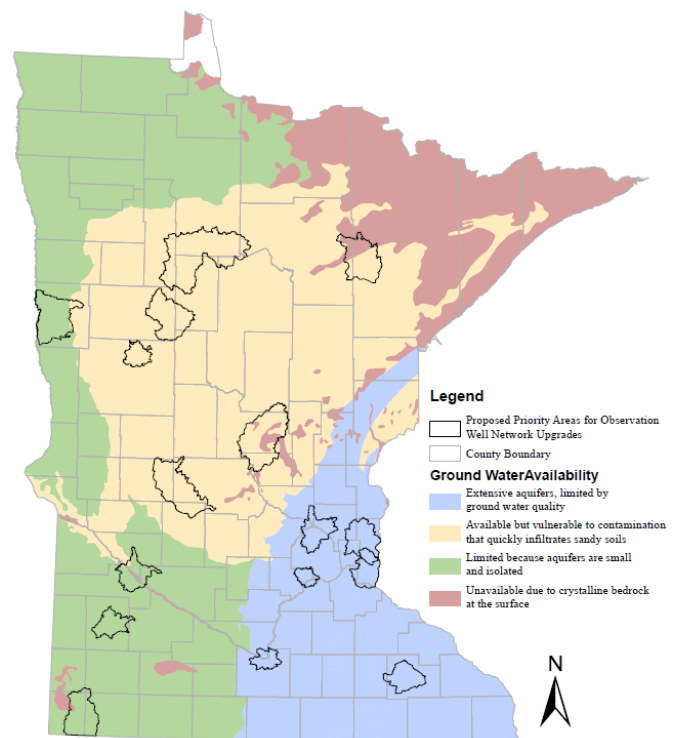 Legend
Proposed Priority Areas for Observation
Well Network Upgrades
County Boundary
Ground WaterAvailability
Extensive aquifers, limited by
ground water quality
Available but vulnerable to contamination
that quickly infiltrates sandy soils
Limited because aquifers are small
and isolated
Unavailable due to crystalline bedrock
at the surface
N